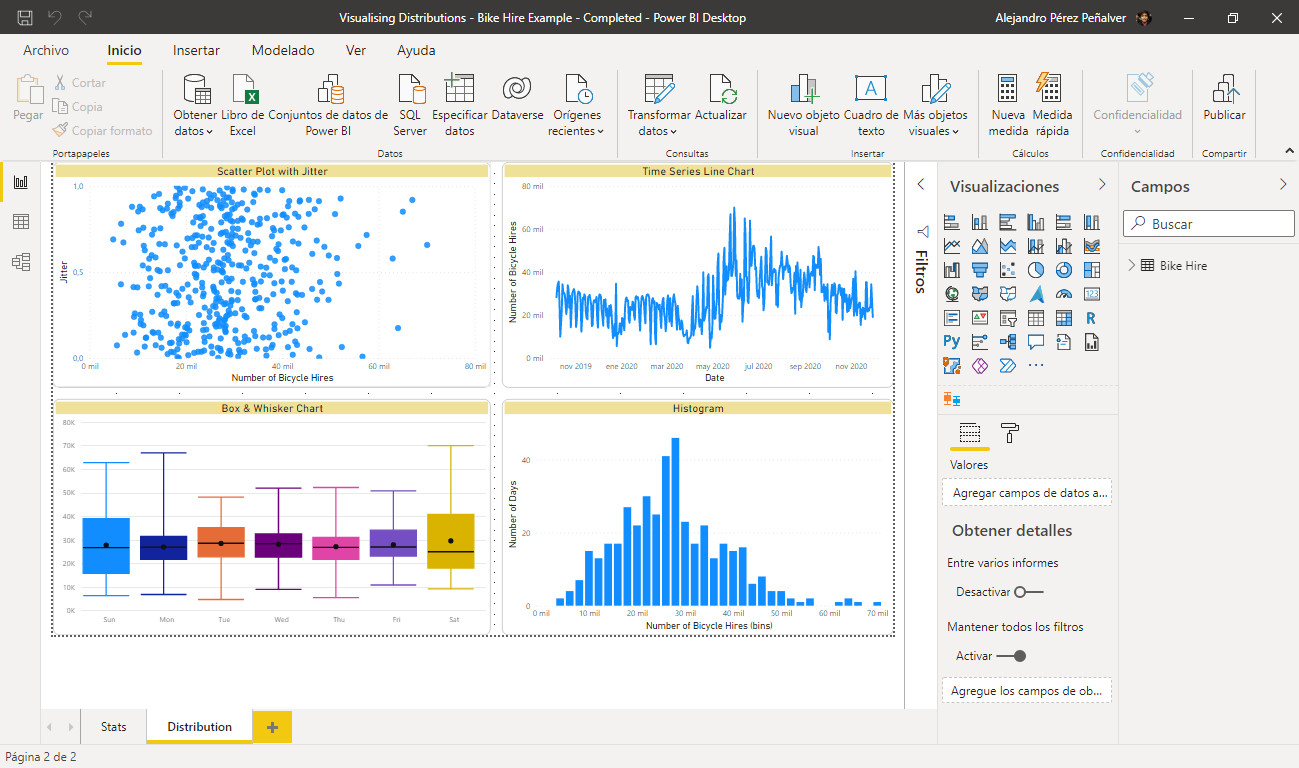 Visualising Distributions - Bike Hire Example - Completed - Power BI Desktop
Alejandro Pérez Peñalver
Archivo
Inicio
Insertar
Modelado
Ver
Ayuda
Pegar
Cortar
Copia
Copiar formato
Portapapeles
Obtener
datos
Libro de
Excel
Conjuntos de datos de
Power BI
SQL
Server
Especificar
datos
Dataverse
Orígenes
recientes
Datos
Transformar
datos
Actualizar
Consultas
Nuevo objeto
visual
Cuadro de
texto
Más objetos
visuales
Insertar
Nueva
medida
Medida
rápida
Cálculos
Confidencialidad
Confidencialidad
Publicar
Compartir
Scatter Plot with Jitter
1,0
0,5
0,0
Jitter
0 mil 20 mil 40 mil 60 mil 80 mil
Number of Bicycle Hires
Time Series Line Chart
80 mil
60 mil
40 mil
20 mil
0 mil
Number of Bicycle Hires
nov 2019 ene 2020 mar 2020 may 2020 jul 2020 sep 2020 nov 2020
Date
Box & Whisker Chart
80K
70K
60K
50K
40K
30K
20K
10K
0K
Sun Mon Tue Wed Thu Fri Sat
Histogram
40
20
0
Number of Days
0 mil 10 mil 20 mil 30 mil 40 mil 50 mil 60 mil 70 mil
Number of Bicycle Hires (bins)
Filtros
Visualizaciones
123
R
Py
Valores
Agregar campos de datos a...
Obtener detalles
Entre varios informes
Desactivar
Mantener todos los filtros
Activar
Agregue los campos de ob...
Campos
Buscar
Bike Hire
Stats
Distribution
Página 2 de 2